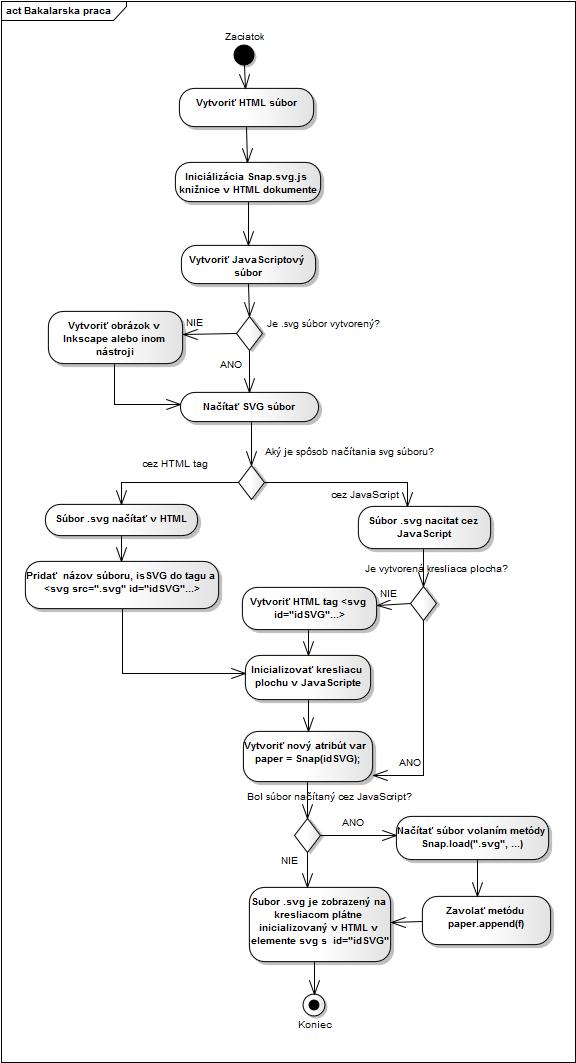 act Bakalarska praca
Zaciatok
Vytvoriť HTML súbor
Iniciálizácia Snap.svg.js
knižnice v HTML dokumente
Vytvoriť JavaScriptový
súbor
Je .svg súbor vytvorený?
NIE
Vytvoriť obrázok v
Inkscape alebo inom
nástroji
ANO
Načítať SVG súbor
Aký je spôsob načítania svg súboru?
cez HTML tag
cez JavaScript
Súbor .svg načítať v HTML
Súbor .svg nacitat cez
JavaScript
Pridať názov súboru, isSVG do tagu a
<svg src=".svg" id="idSVG"...>
Je vytvorená kresliaca plocha?
NIE
Vytvoriť HTML tag <svg
id="idSVG"...>
Inicializovať kresliacu
plochu v JavaScripte
Vytvoriť nový atribút var
paper = Snap(idSVG);
ANO
Bol súbor načítaný cez JavaScript?
ANO
Načítať súbor volaním metódy
Snap.load(".svg", ...)
NIE
Subor .svg je zobrazený na
kresliacom plátne
inicializovaný v HTML v
elemente svg s id="idSVG"
Zavolať metódu
paper.append(f)
Koniec